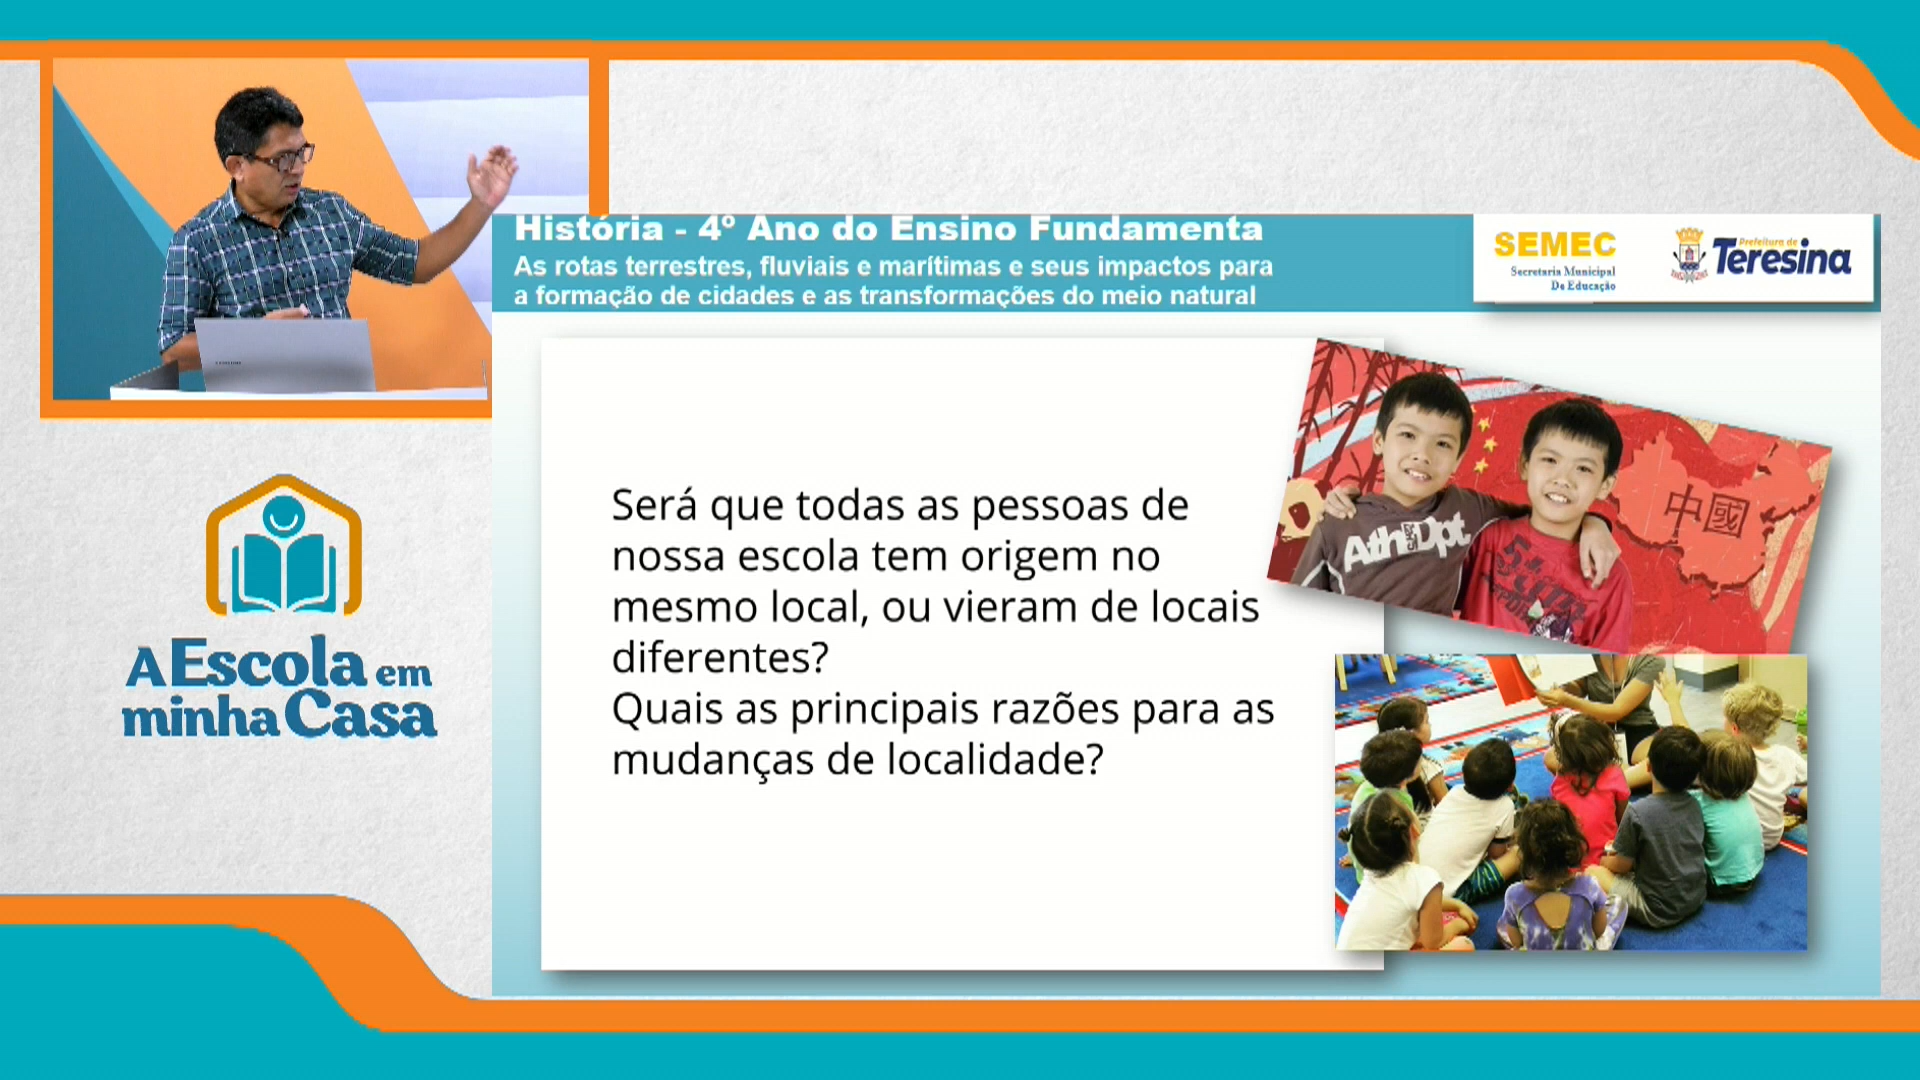 História - 4º Ano do Ensino Fundamenta
As rotas terrestres, fluviais e marítimas e seus impactos para
a formação de cidades e as transformações do meio natural
SEMEC
Secretaria Municipal
De Educação
Prefeitura de
Teresina
Será que todas as pessoas de
nossa escola tem origem no
mesmo local, ou vieram de locais
diferentes?
Quais as principais razões para as
mudanças de localidade?
中國
A Escola em
minha Casa